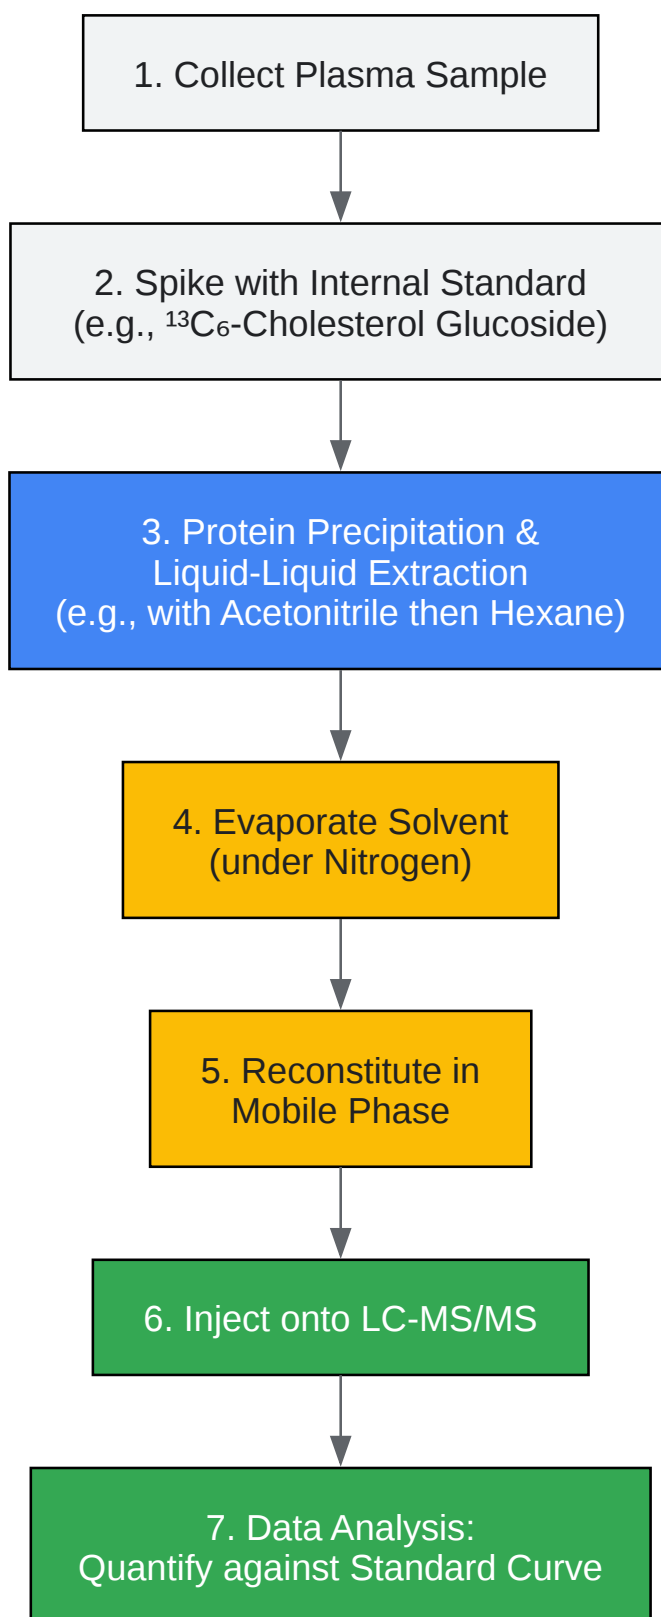 1. Collect Plasma Sample
2. Spike with Internal Standard
(e.g., ¹³C₆-Cholesterol Glucoside)
3. Protein Precipitation &
Liquid-Liquid Extraction
(e.g., with Acetonitrile then Hexane)
4. Evaporate Solvent
(under Nitrogen)
5. Reconstitute in
Mobile Phase
6. Inject onto LC-MS/MS
7. Data Analysis:
Quantify against Standard Curve